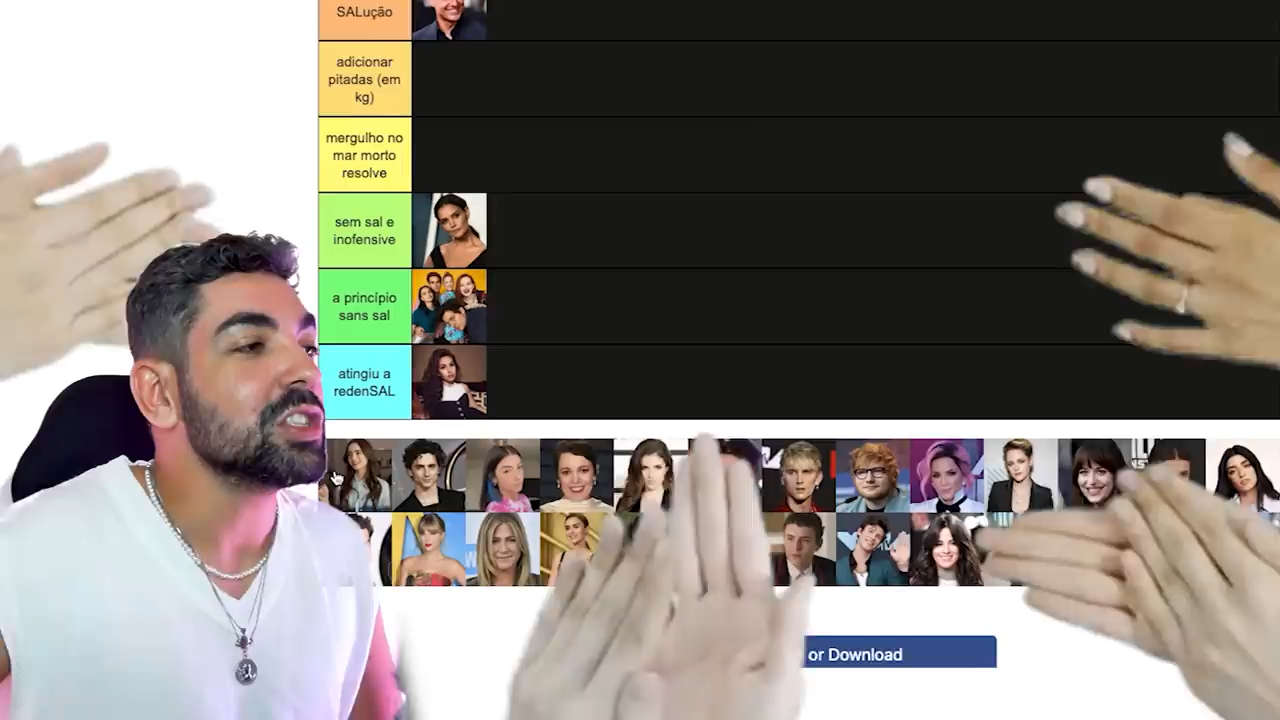 SALução
adicionar
pitadas (em
kg)
mergulho no
mar morto
resolve
sem sal e
inofensive
a princípio
sans sal
atingiu a
redenSAL
or Download